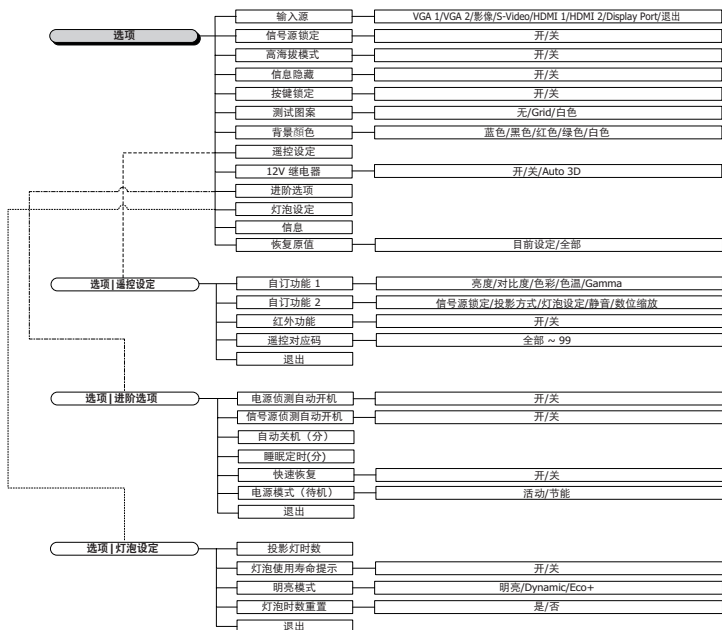 输入源 VGA 1/VGA 2/影像/S-Video/HDMI 1/HDMI 2/Display Port/退出
选项 信号源锁定 开/关
高海拔模式 开/关
信息隐藏 开/关
按键锁定 开/关
测试图案 无/Grid/白色
背景颜色 蓝色/黑色/红色/绿色/白色
遥控设定
12V 继电器 开/关/Auto 3D
进阶选项
灯泡设定
信息
恢复原值 目前设定/全部
选项|遥控设定 自订功能 1 亮度/对比度/色彩/色温/Gamma
自订功能 2 信号源锁定/投影方式/灯泡设定/静音/数位缩放
红外功能 开/关
遥控对应码 全部 ~ 99
退出
选项|进阶选项 电源侦测自动开机 开/关
信号源侦测自动开机 开/关
自动关机（分）
睡眠定时(分)
快速恢复 开/关
电源模式（待机） 活动/节能
退出
选项|灯泡设定 投影灯时数
灯泡使用寿命提示 开/关
明亮模式 明亮/Dynamic/Eco+
灯泡时数重置 是/否
退出